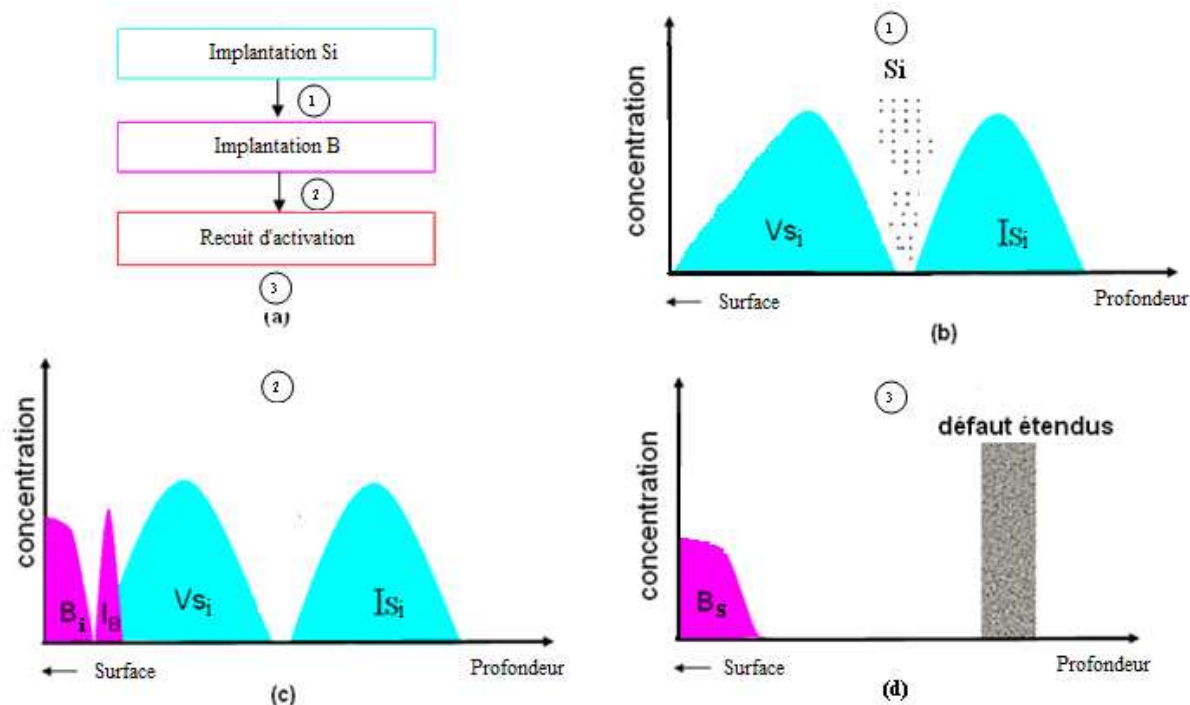 Implantation Si
1
Implantation B
2
Recuit d'activation
3
(a)
1
Si
concentration
Vsi
Isi
Surface
Profondeur
(b)
2
concentration
Bi
IB
Vsi
Isi
Surface
Profondeur
(c)
3
défaut étendus
concentration
Bs
Surface
Profondeur
(d)